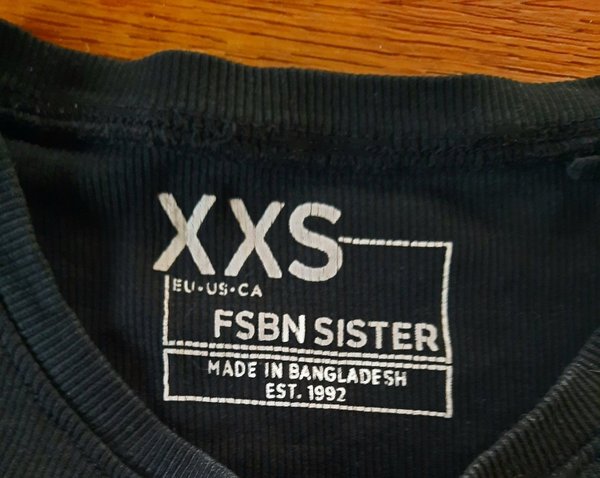 XXS
EU•US•CA
FSBN SISTER
MADE IN BANGLADESH
EST. 1992